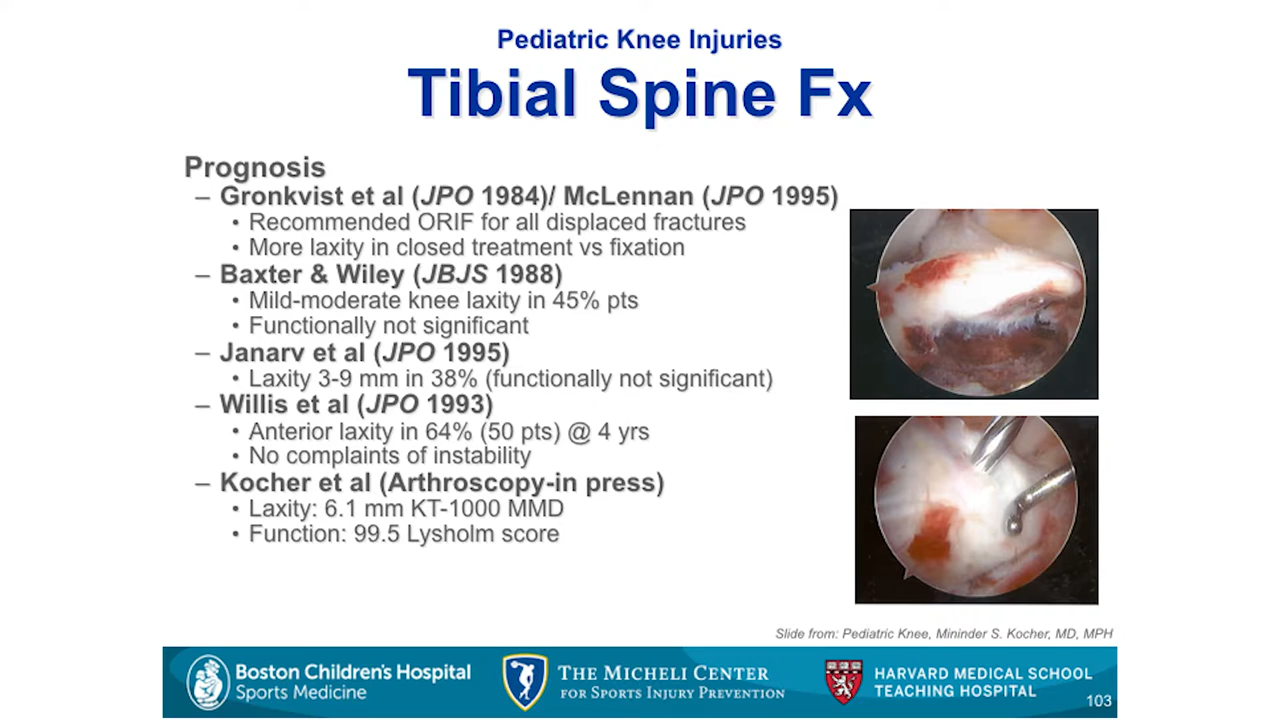 Pediatric Knee Injuries
Tibial Spine Fx
Prognosis
– Gronkvist et al (JPO 1984)/ McLennan (JPO 1995)
• Recommended ORIF for all displaced fractures
• More laxity in closed treatment vs fixation
– Baxter & Wiley (JBJS 1988)
• Mild-moderate knee laxity in 45% pts
• Functionally not significant
– Janarv et al (JPO 1995)
• Laxity 3-9 mm in 38% (functionally not significant)
– Willis et al (JPO 1993)
• Anterior laxity in 64% (50 pts) @ 4 yrs
• No complaints of instability
– Kocher et al (Arthroscopy-in press)
• Laxity: 6.1 mm KT-1000 MMD
• Function: 99.5 Lysholm score
Slide from: Pediatric Knee, Mininder S. Kocher, MD, MPH
Boston Children's Hospital
Sports Medicine
THE MICHELI CENTER
FOR SPORTS INJURY PREVENTION
HARVARD MEDICAL SCHOOL
TEACHING HOSPITAL
103